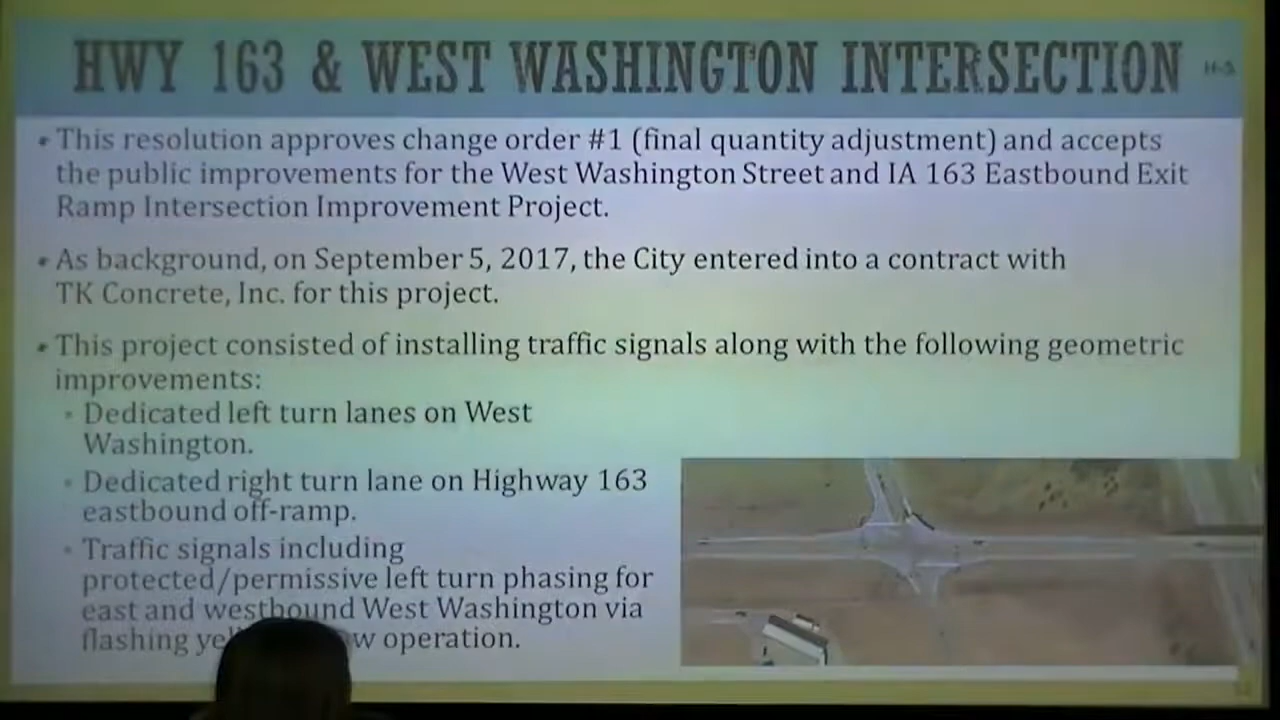 HWY 163 & WEST WASHINGTON INTERSECTION H-5
• This resolution approves change order #1 (final quantity adjustment) and accepts
the public improvements for the West Washington Street and IA 163 Eastbound Exit
Ramp Intersection Improvement Project.
• As background, on September 5, 2017, the City entered into a contract with
TK Concrete, Inc. for this project.
• This project consisted of installing traffic signals along with the following geometric
improvements:
• Dedicated left turn lanes on West
Washington.
• Dedicated right turn lane on Highway 163
eastbound off-ramp.
• Traffic signals including
protected/permissive left turn phasing for
east and westbound West Washington via
flashing operation.